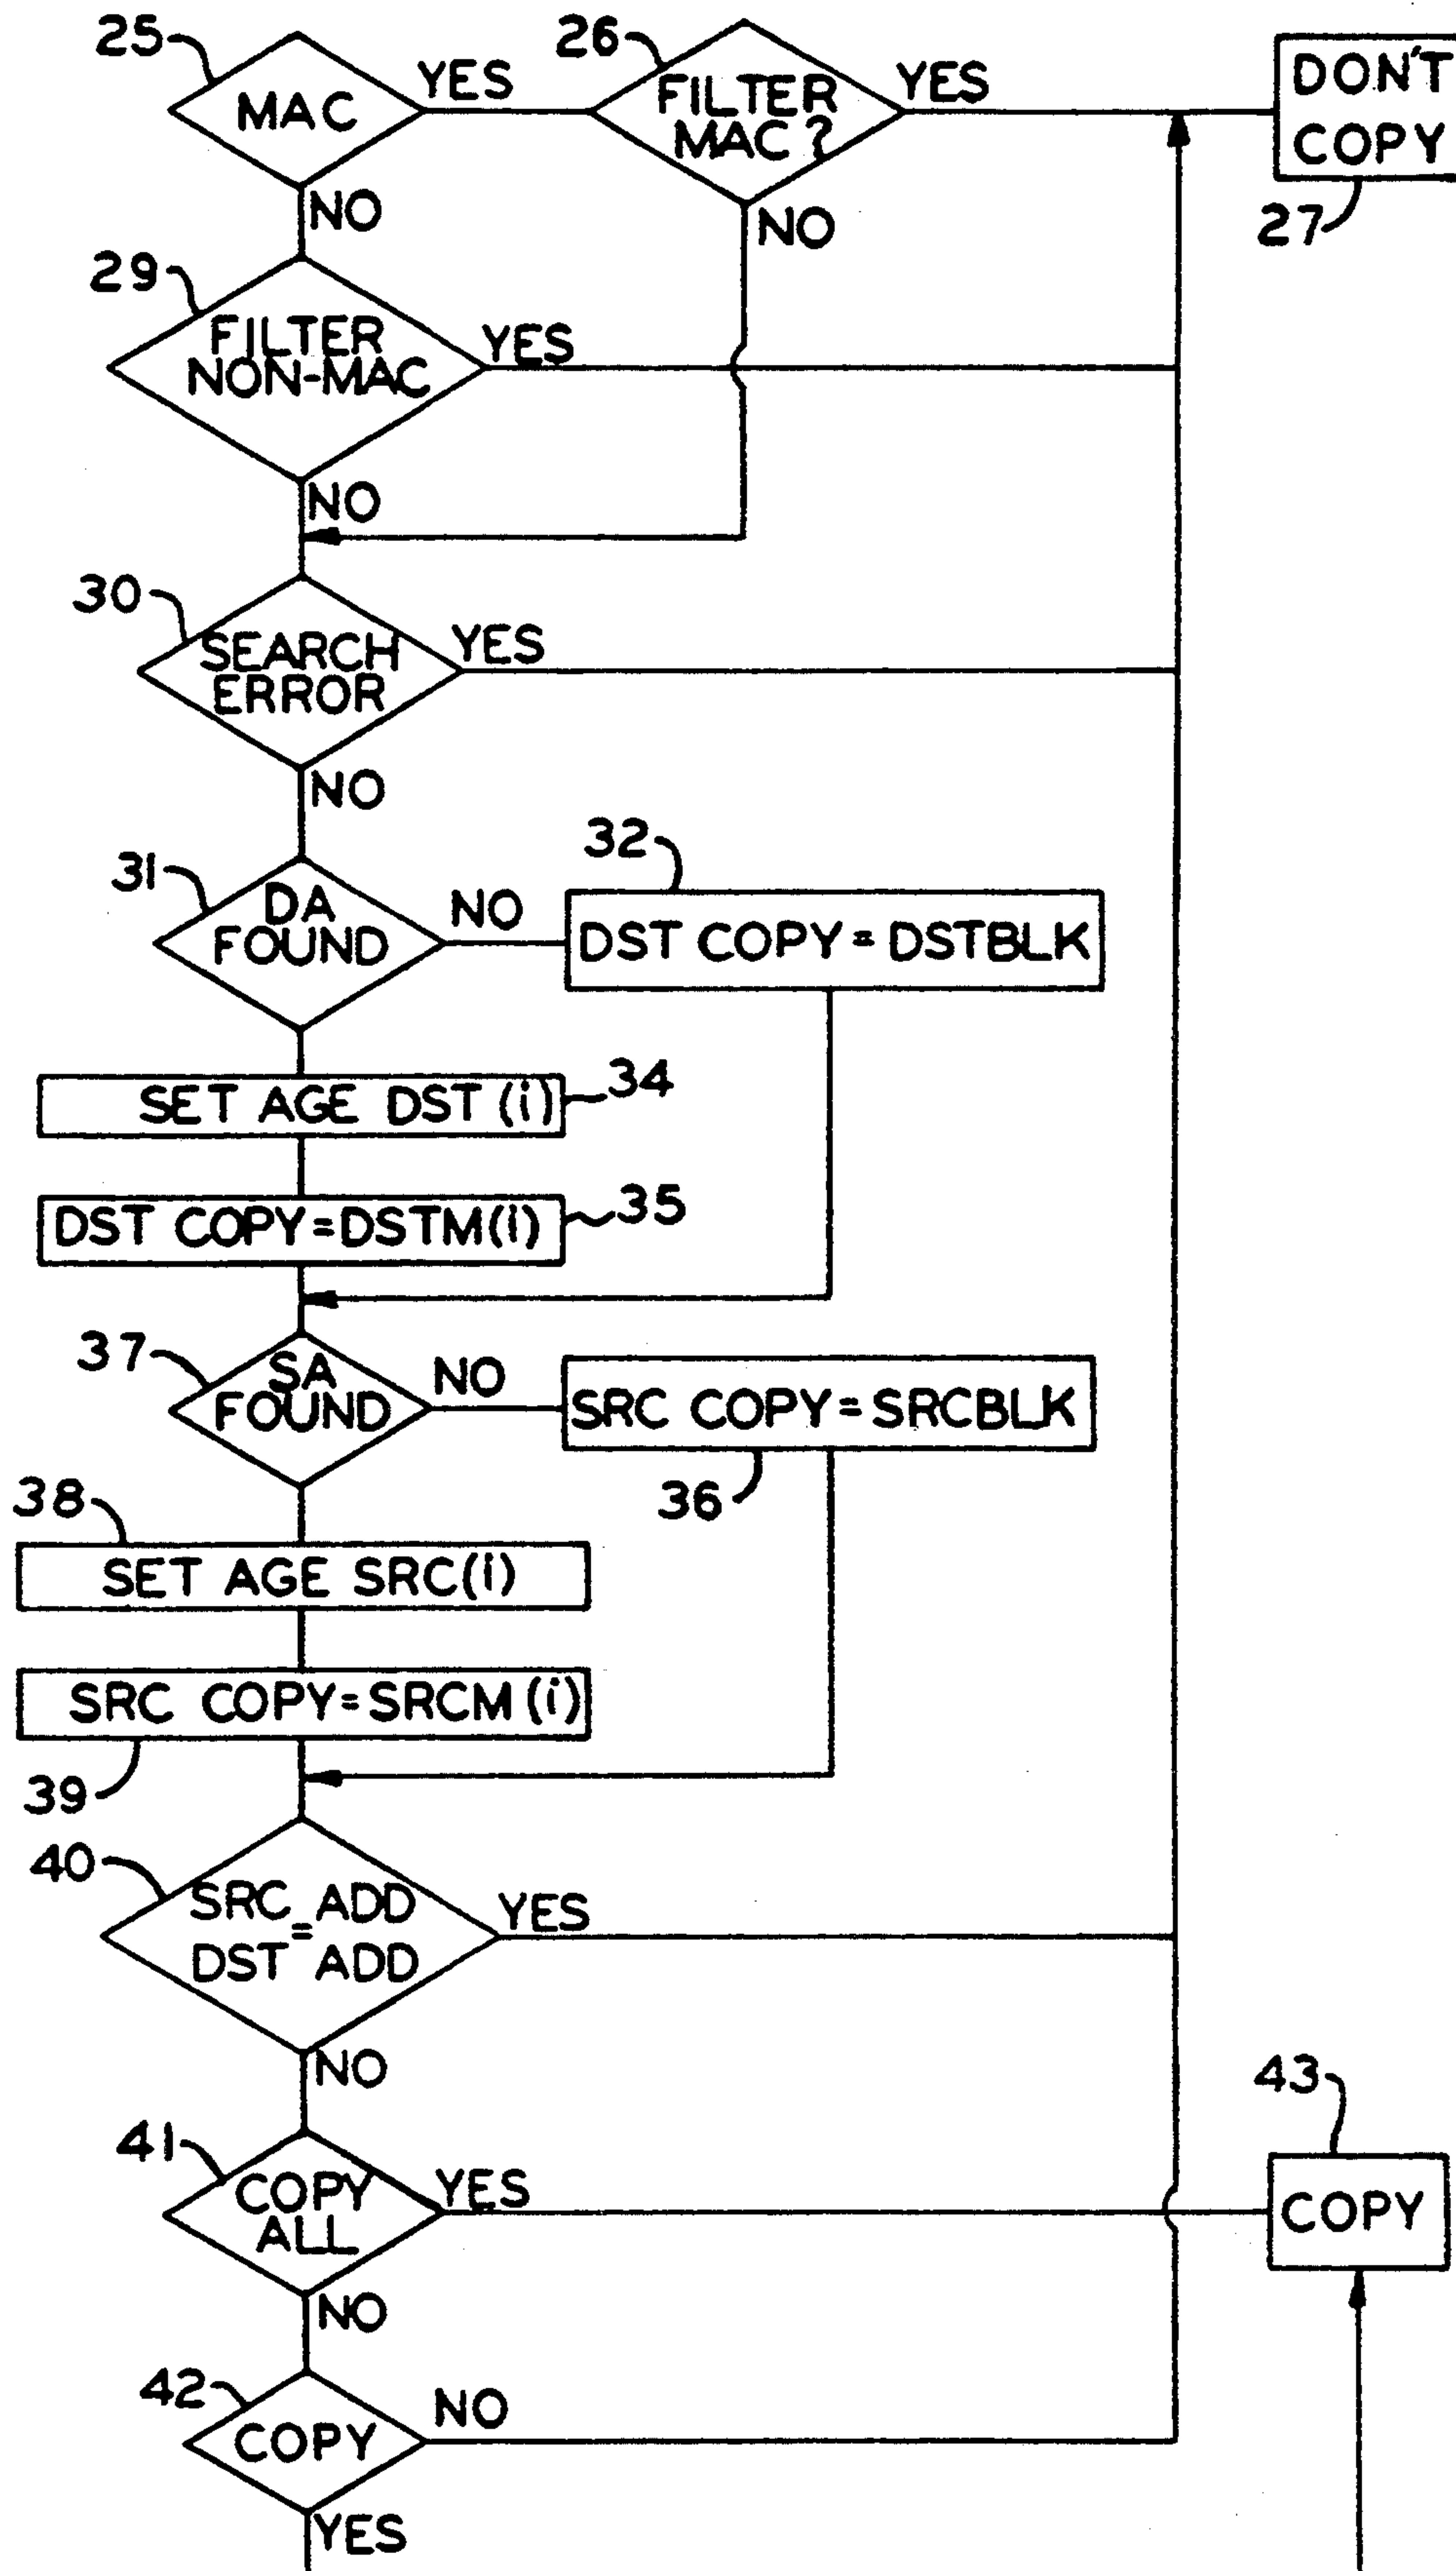 25
MAC
YES
26
FILTER
MAC?
YES
DON'T
COPY
27
NO
NO
29
FILTER
NON-MAC
YES
NO
30
SEARCH
ERROR
YES
NO
31
DA
FOUND
NO
32
DST COPY = DSTBLK
SET AGE DST (i)
34
DST COPY=DSTM(i)
35
37
SA
FOUND
NO
SRC COPY = SRCBLK
36
38
SET AGE SRC(i)
SRC COPY=SRCM (i)
39
40
SRC ADD
=
DST ADD
YES
NO
41
COPY
ALL
YES
43
COPY
NO
42
COPY
NO
YES